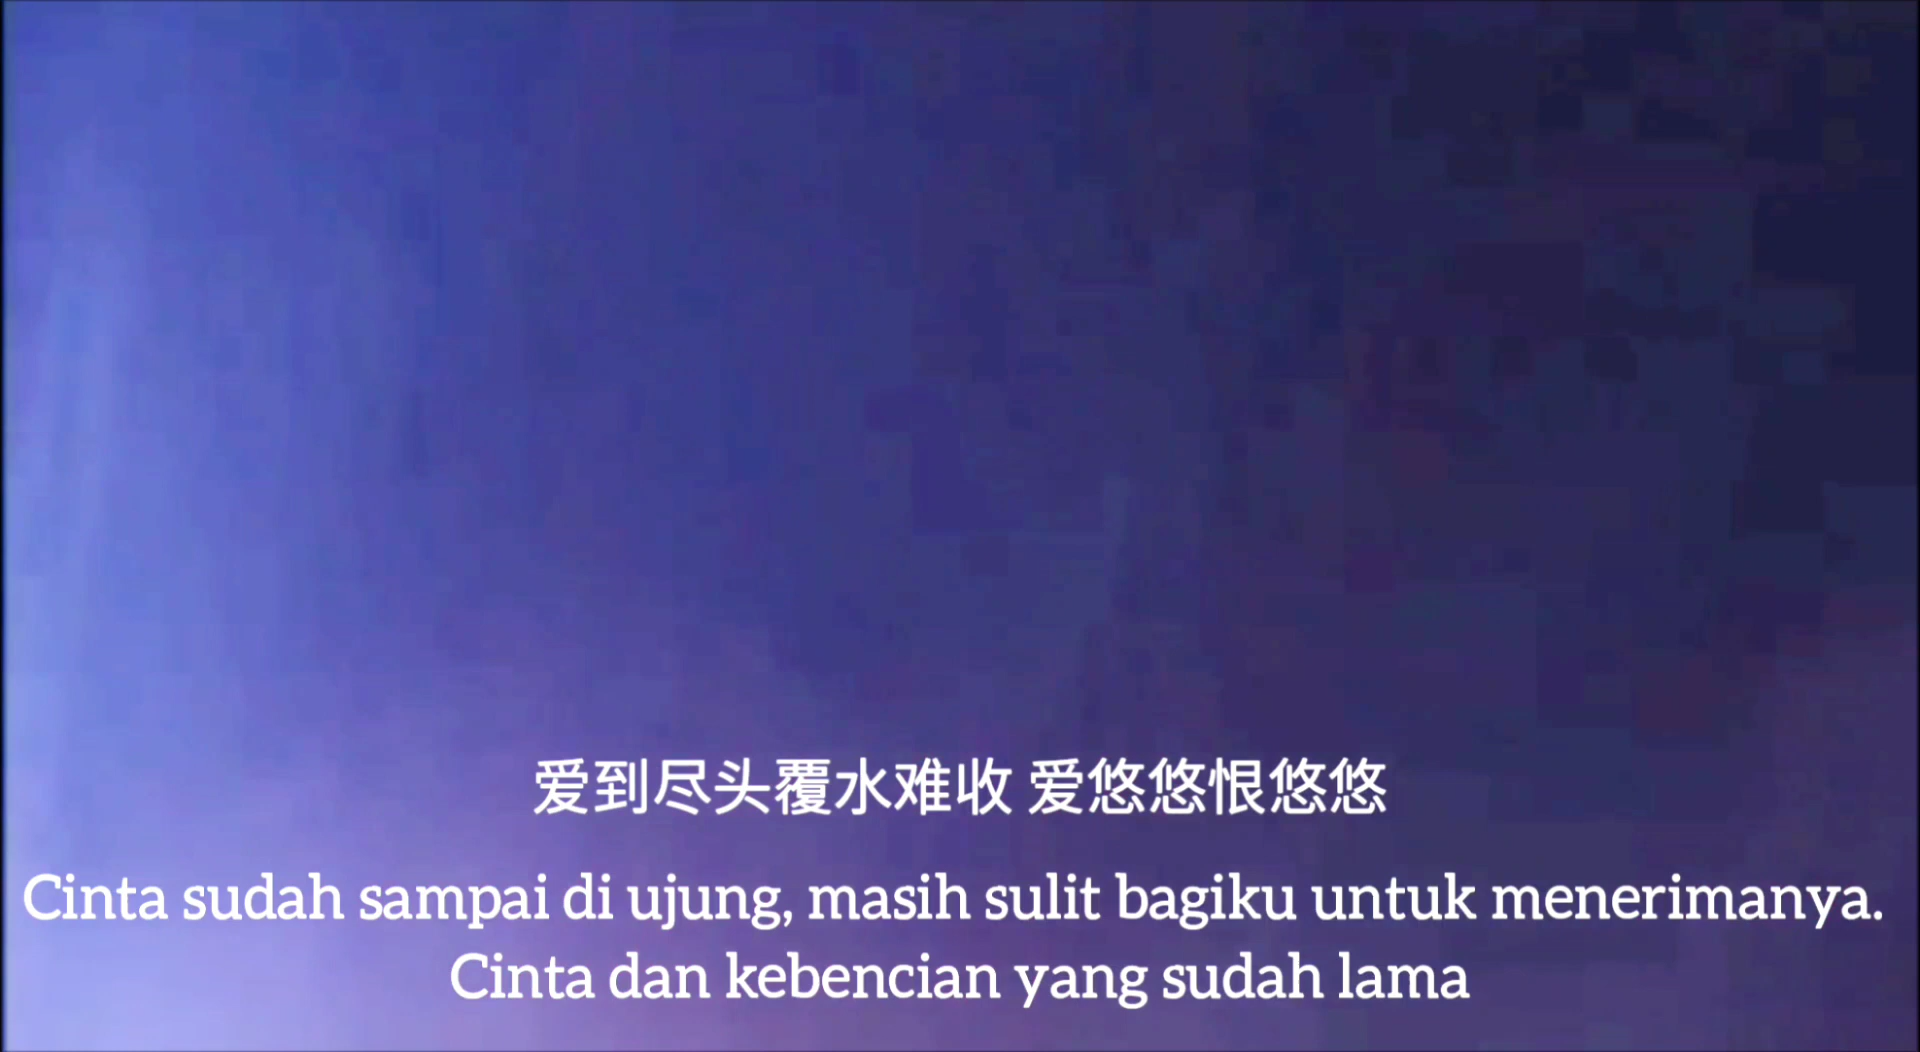 爱到尽头覆水难收 爱悠悠恨悠悠
Cinta sudah sampai di ujung, masih sulit bagiku untuk menerimanya.
Cinta dan kebencian yang sudah lama